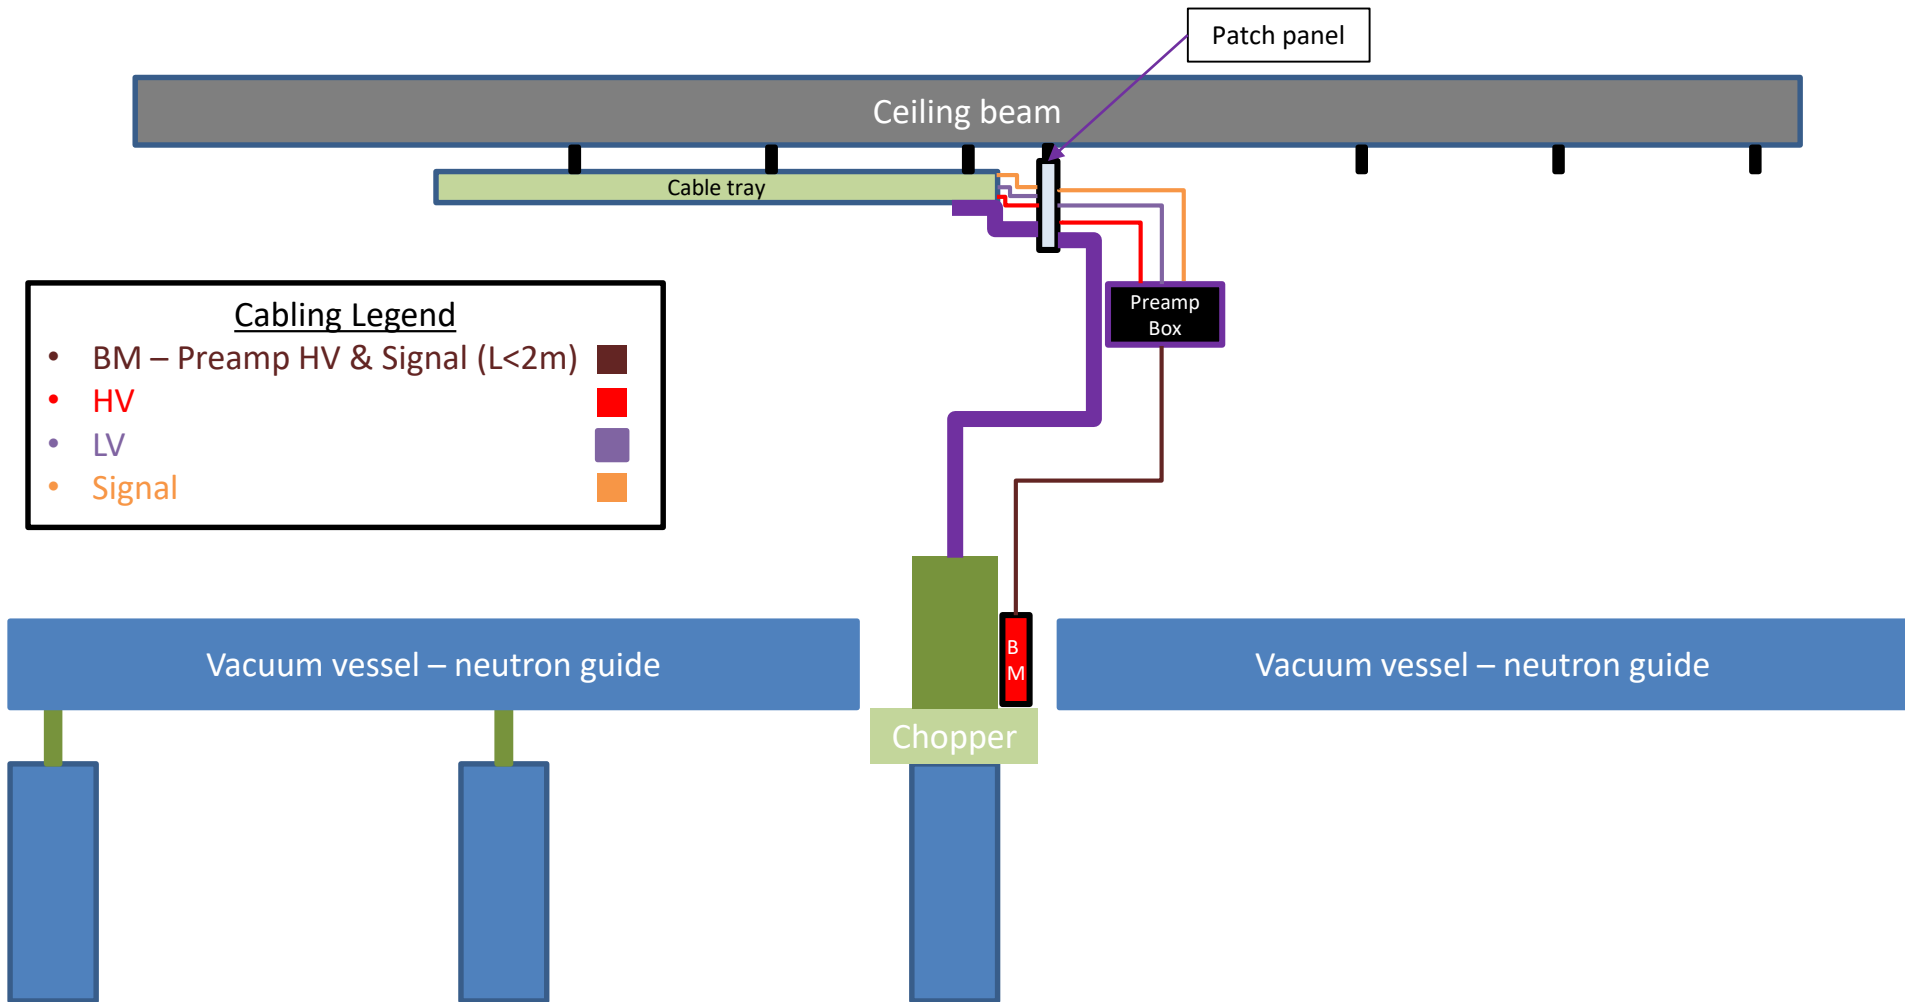 Patch panel
Ceiling beam
Cable tray
Cabling Legend
• BM – Preamp HV & Signal (L<2m)
• HV
• LV
• Signal
Preamp
Box
B
M
Vacuum vessel – neutron guide
Vacuum vessel – neutron guide
Chopper